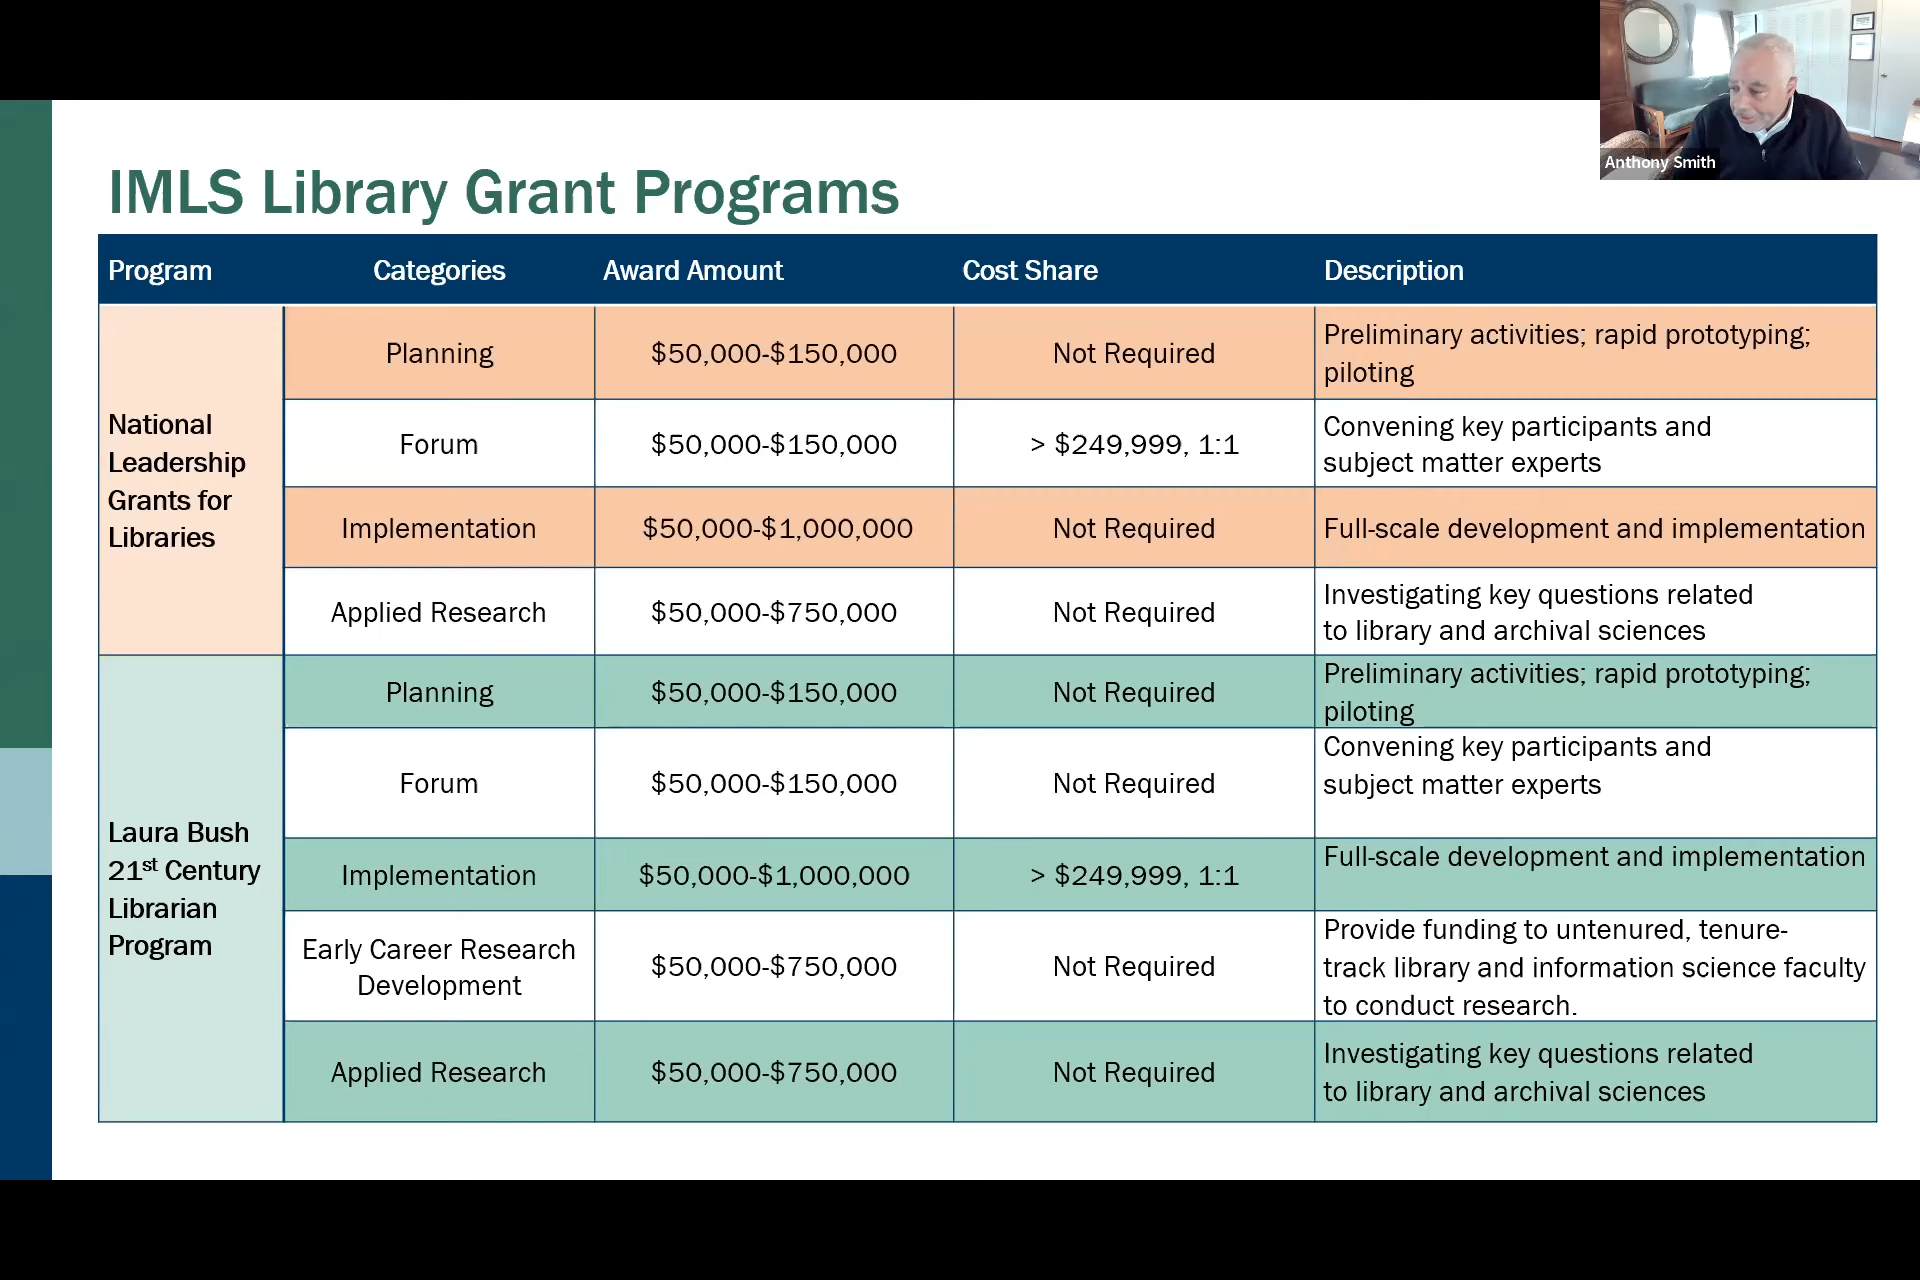 Anthony Smith
IMLS Library Grant Programs
Program Categories Award Amount Cost Share Description
National
Leadership
Grants for
Libraries
Planning $50,000-$150,000 Not Required Preliminary activities; rapid prototyping;
piloting
Forum $50,000-$150,000 > $249,999, 1:1 Convening key participants and
subject matter experts
Implementation $50,000-$1,000,000 Not Required Full-scale development and implementation
Applied Research $50,000-$750,000 Not Required Investigating key questions related
to library and archival sciences
Laura Bush
21st Century
Librarian
Program
Planning $50,000-$150,000 Not Required Preliminary activities; rapid prototyping;
piloting
Forum $50,000-$150,000 Not Required Convening key participants and
subject matter experts
Implementation $50,000-$1,000,000 > $249,999, 1:1 Full-scale development and implementation
Early Career Research
Development
$50,000-$750,000 Not Required Provide funding to untenured, tenure-
track library and information science faculty
to conduct research.
Applied Research $50,000-$750,000 Not Required Investigating key questions related
to library and archival sciences